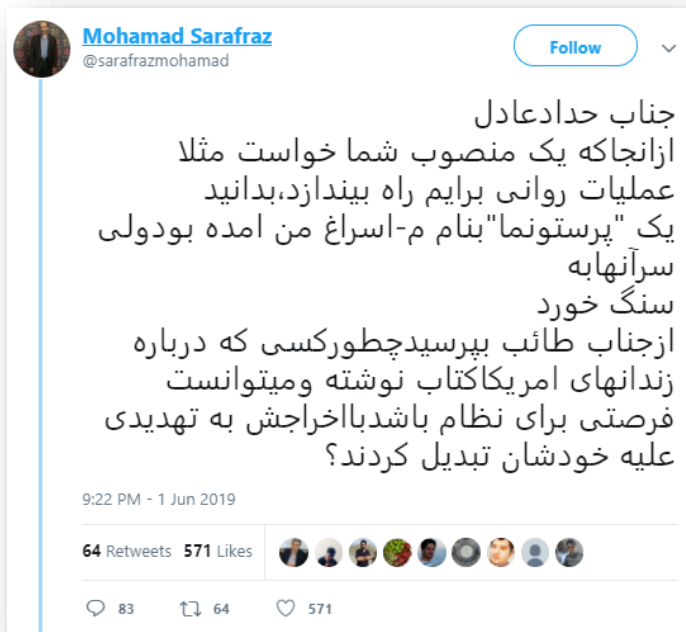 Mohamad Sarafraz
@sarafrazmohamad
Follow
جناب حدادعادل
ازانجاکه یک منصوب شما خواست مثلا
عملیات روانی برایم راه بیندازد،بدانید
یک "پرستونما"بنام م-اسراغ من امده بودولی
سرآنهابه
سنگ خورد
ازجناب طائب بپرسیدچطورکسی که درباره
زندانهای امریکاکتاب نوشته ومیتوانست
فرصتی برای نظام باشدبااخراجش به تهدیدی
علیه خودشان تبدیل کردند؟
9:22 PM - 1 Jun 2019
64 Retweets 571 Likes
83 64 571